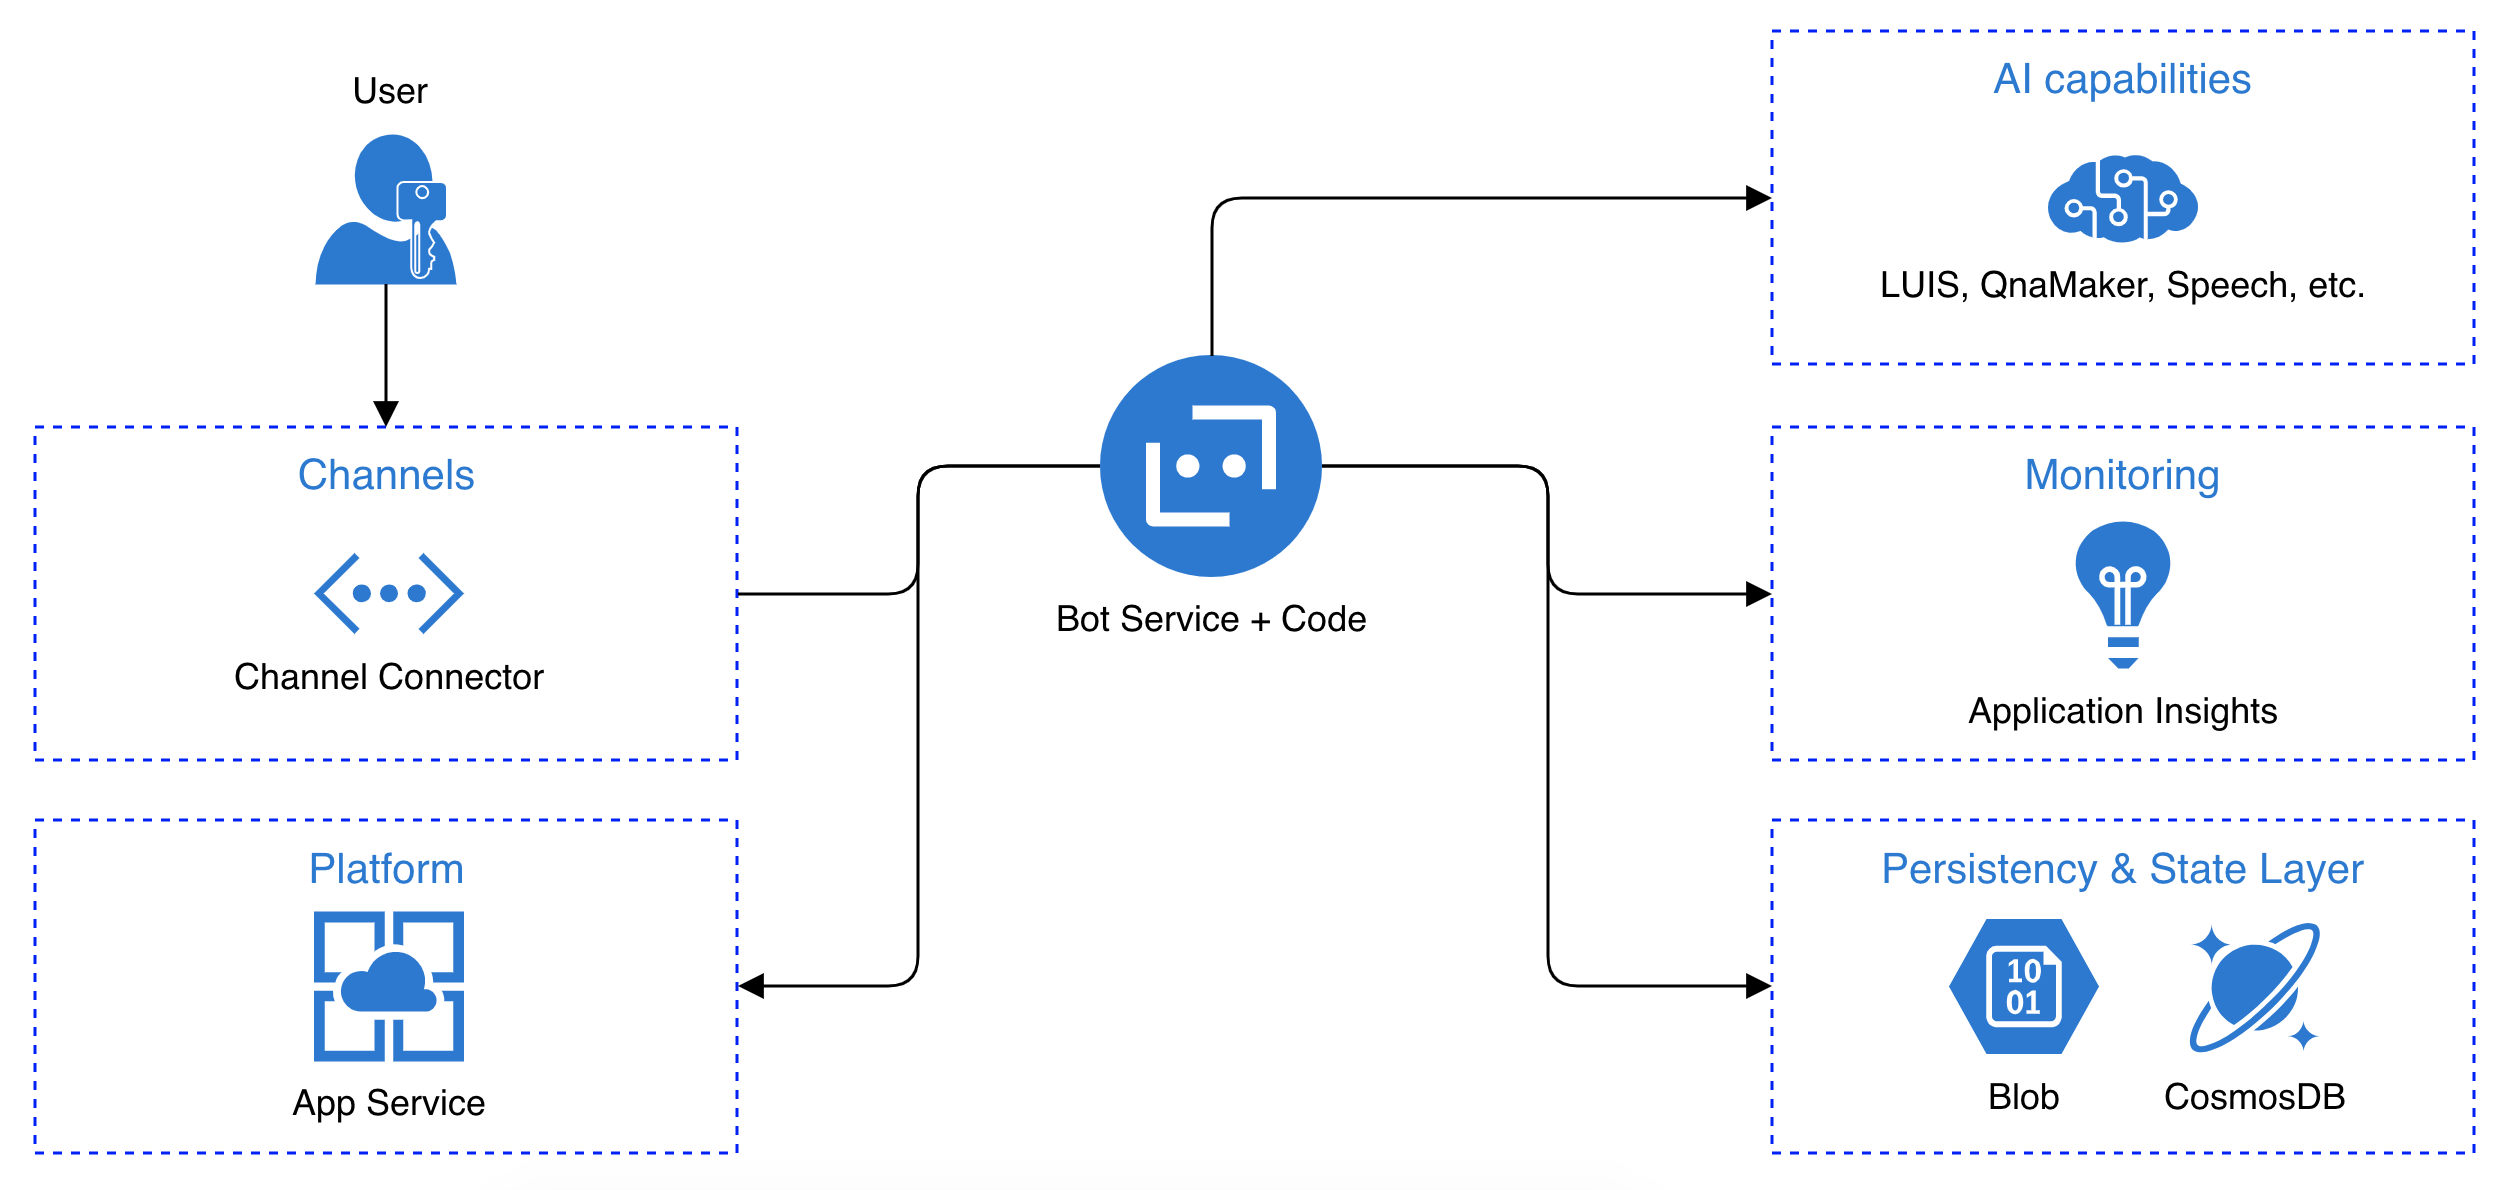 User
Channels
Channel Connector
Platform
App Service
Bot Service + Code
AI capabilities
LUIS, QnaMaker, Speech, etc.
Monitoring
Application Insights
Persistency & State Layer
10
01
Blob
CosmosDB